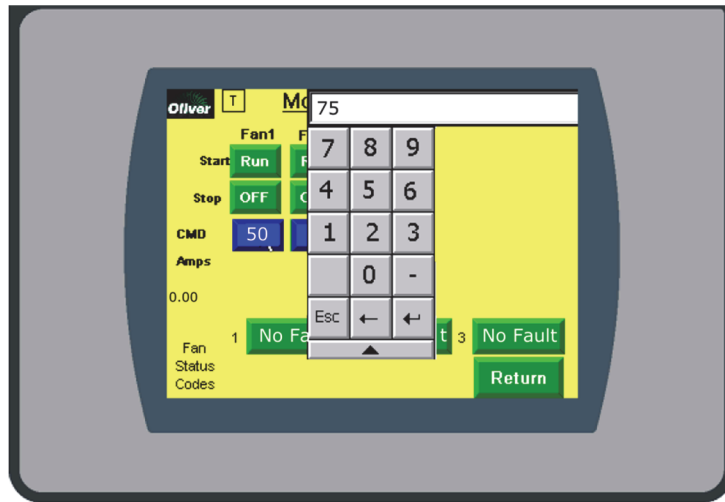 Oliver T Mo 75
Fan1 F
7 8 9
Start Run
4 5 6
Stop OFF
CMD 50 1 2 3
Amps
0 -
0.00
Esc ← ↵
1 No Fa t 3 No Fault
Fan
Status
Codes
Return